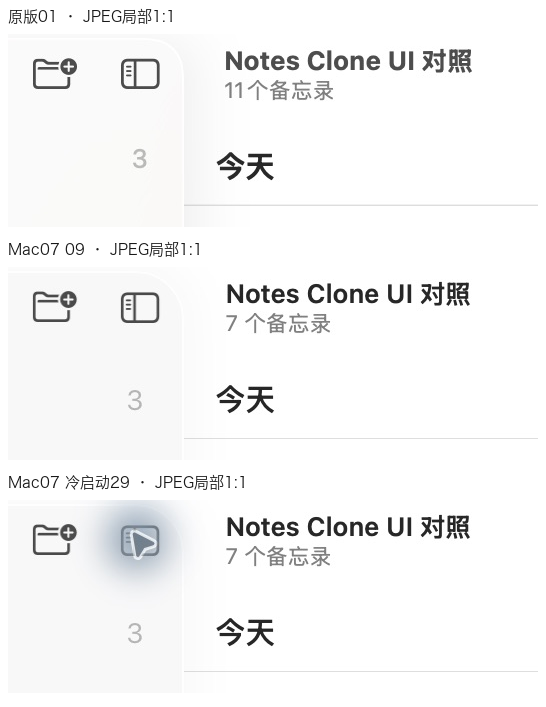 原版01 · JPEG局部1:1
Notes Clone UI 对照
11个备忘录
3
今天
Mac07 09 · JPEG局部1:1
Notes Clone UI 对照
7 个备忘录
3
今天
Mac07 冷启动29 · JPEG局部1:1
Notes Clone UI 对照
7 个备忘录
3
今天